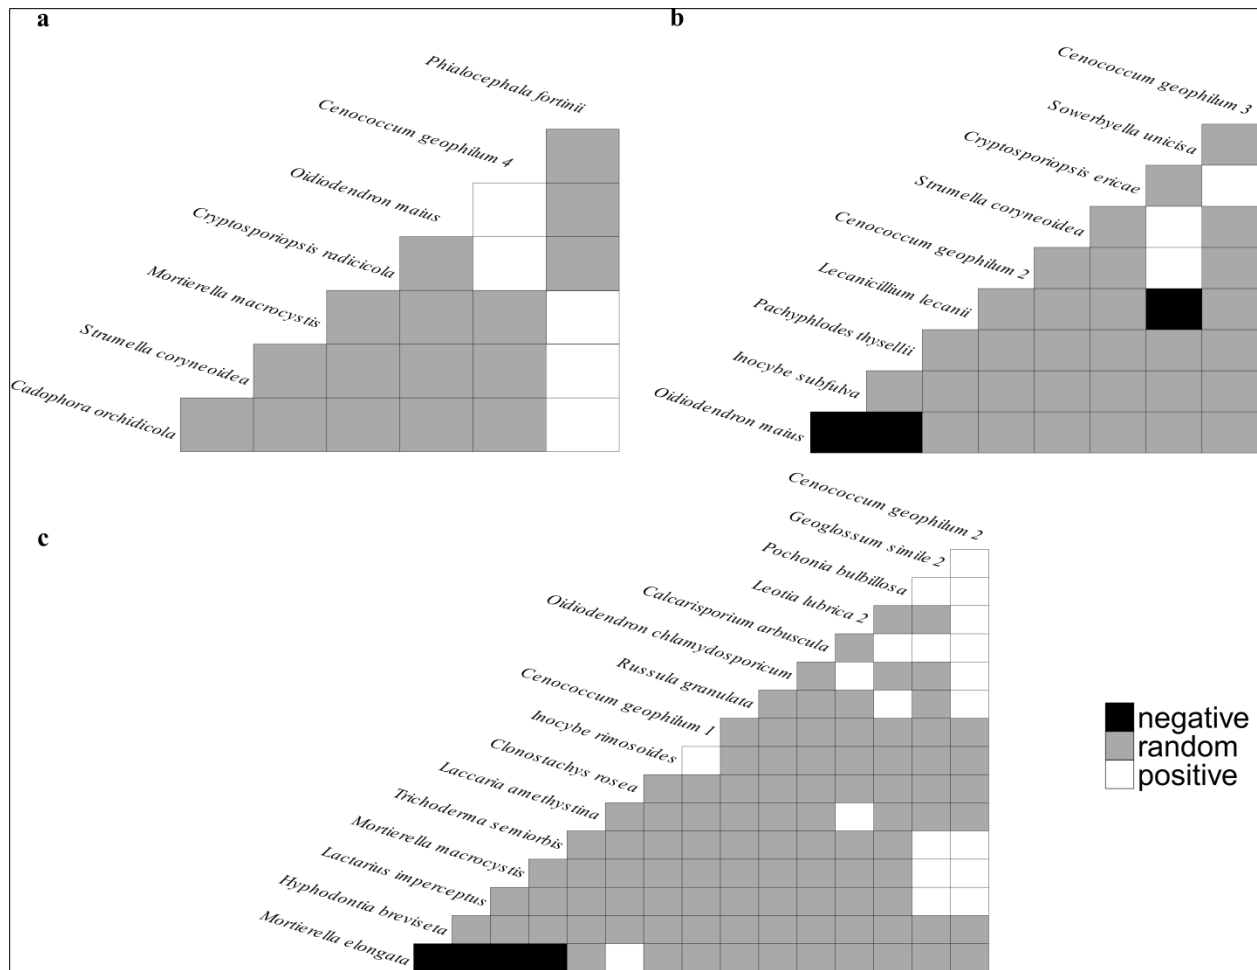 a
Phialocephala fortinii
Cenococcum geophilum 4
Oidiodendron maius
Cryptosporiopsis radicicola
Mortierella macrocystis
Strumella coryneoidea
Cadophora orchidicola
b
Cenococcum geophilum 3
Sowerbyella unicisa
Cryptosporiopsis ericae
Strumella coryneoidea
Cenococcum geophilum 2
Lecanicillium lecanii
Pachyphlodes thysellii
Inocybe subfulva
Oidiodendron maius
c
Cenococcum geophilum 2
Geoglossum simile 2
Pochonia bulbillosa
Leotia lubrica 2
Calcarisporium arbuscula
Oidiodendron chlamydosporicum
Russula granulata
Cenococcum geophilum 1
Inocybe rimosoides
Clonostachys rosea
Laccaria amethystina
Trichoderma semiorbis
Mortierella macrocystis
Lactarius imperceptus
Hyphodontia breviseta
Mortierella elongata
negative
random
positive